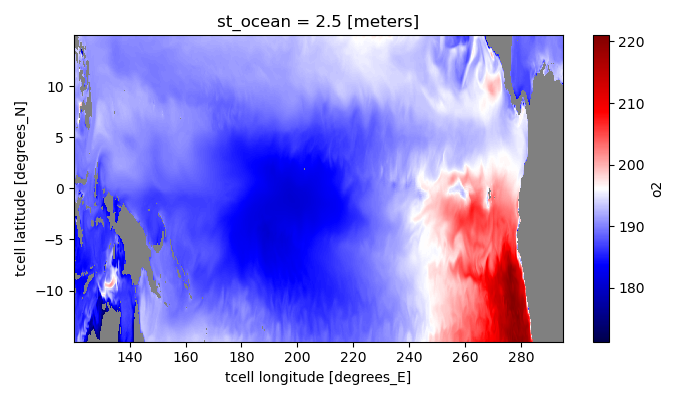 st_ocean = 2.5 [meters]
tcell latitude [degrees_N]
10
5
0
−5
−10
140 160 180 200 220 240 260 280
tcell longitude [degrees_E]
220
210
200
190
180
o2